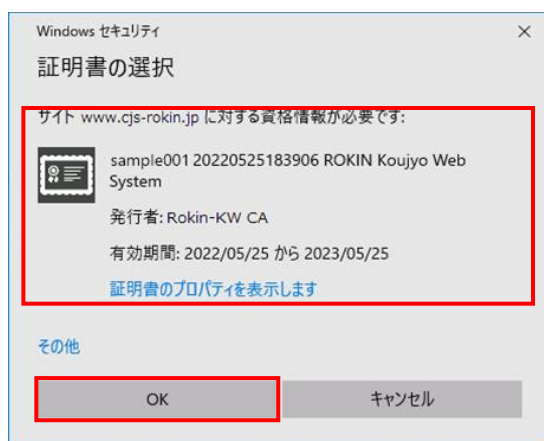 Windows セキュリティ
証明書の選択
サイト www.cjs-rokin.jp に対する資格情報が必要です:
sample001 20220525183906 ROKIN Koujyo Web
System
発行者: Rokin-KW CA
有効期間: 2022/05/25 から 2023/05/25
証明書のプロパティを表示します
その他
OK
キャンセル